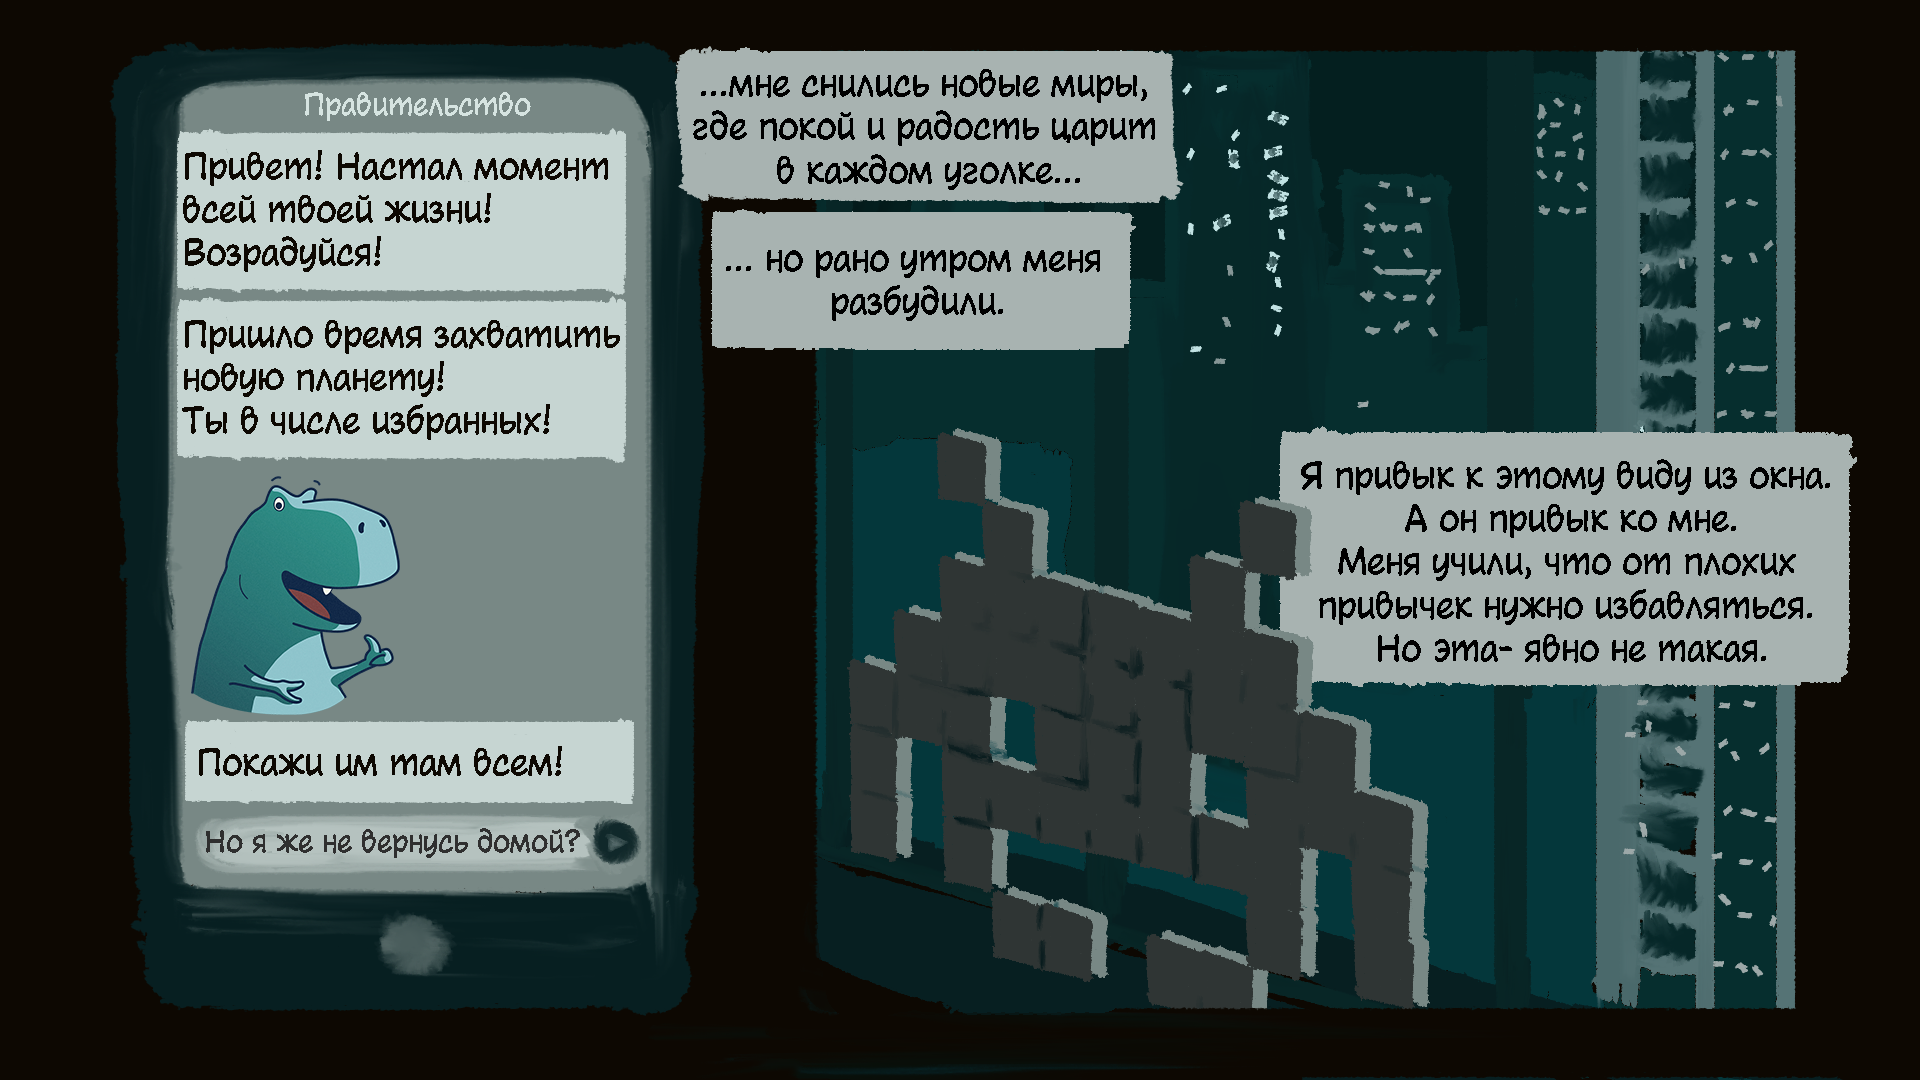 Правительство
Привет! Настал момент
всей твоей жизни!
Возрадуйся!
Пришло время захватить
новую планету!
Ты в числе избранных!
Покажи им там всем!
Но я же не вернусь домой?
...мне снились новые миры,
где покой и радость царит
в каждом уголке...
... но рано утром меня
разбудили.
Я привык к этому виду из окна.
А он привык ко мне.
Меня учили, что от плохих
привычек нужно избавляться.
Но эта- явно не такая.